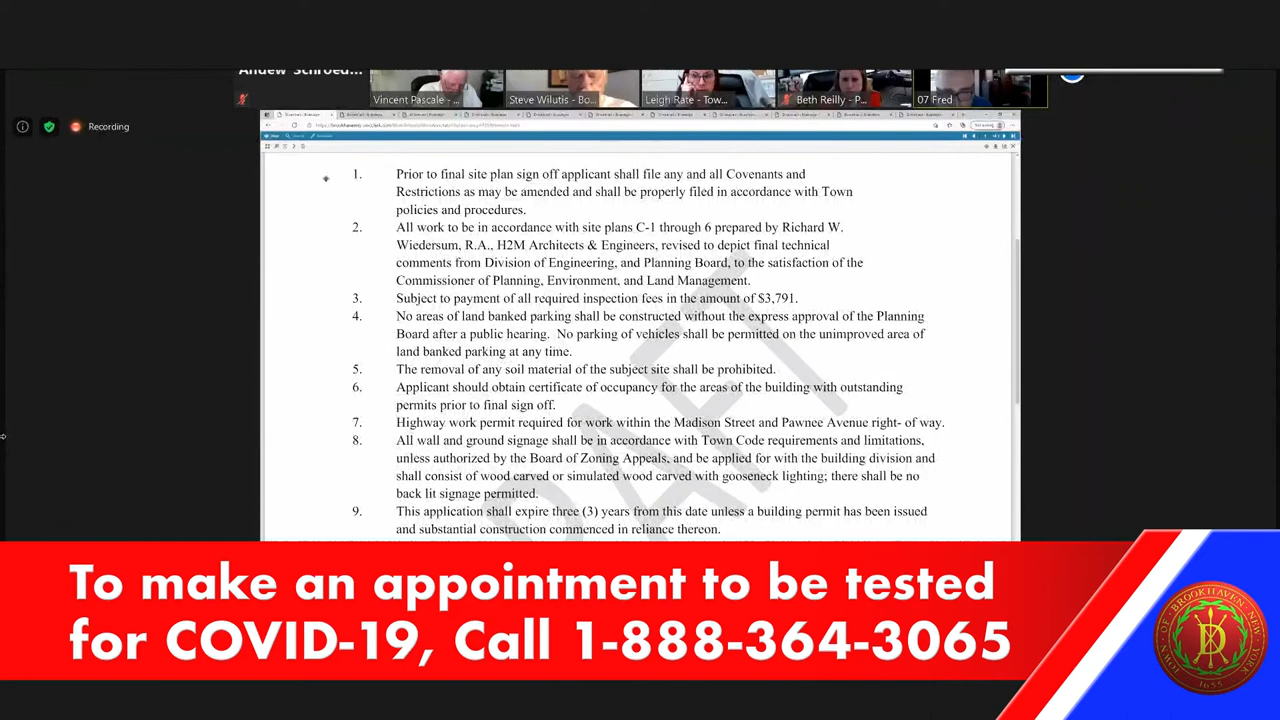 Andew Schroed...
Vincent Pascale - ...
Steve Wilutis - Bo...
Leigh Rate - Tow...
Beth Reilly - P...
07 Fred
Recording
1. Prior to final site plan sign off applicant shall file any and all Covenants and
Restrictions as may be amended and shall be properly filed in accordance with Town
policies and procedures.
2. All work to be in accordance with site plans C-1 through 6 prepared by Richard W.
Wiedersum, R.A., H2M Architects & Engineers, revised to depict final technical
comments from Division of Engineering, and Planning Board, to the satisfaction of the
Commissioner of Planning, Environment, and Land Management.
3. Subject to payment of all required inspection fees in the amount of $3,791.
4. No areas of land banked parking shall be constructed without the express approval of the Planning
Board after a public hearing. No parking of vehicles shall be permitted on the unimproved area of
land banked parking at any time.
5. The removal of any soil material of the subject site shall be prohibited.
6. Applicant should obtain certificate of occupancy for the areas of the building with outstanding
permits prior to final sign off.
7. Highway work permit required for work within the Madison Street and Pawnee Avenue right- of way.
8. All wall and ground signage shall be in accordance with Town Code requirements and limitations,
unless authorized by the Board of Zoning Appeals, and be applied for with the building division and
shall consist of wood carved or simulated wood carved with gooseneck lighting; there shall be no
back lit signage permitted.
9. This application shall expire three (3) years from this date unless a building permit has been issued
and substantial construction commenced in reliance thereon.
DRAFT
To make an appointment to be tested
for COVID-19, Call 1-888-364-3065
TOWN OF BROOKHAVEN NEW YORK
1655